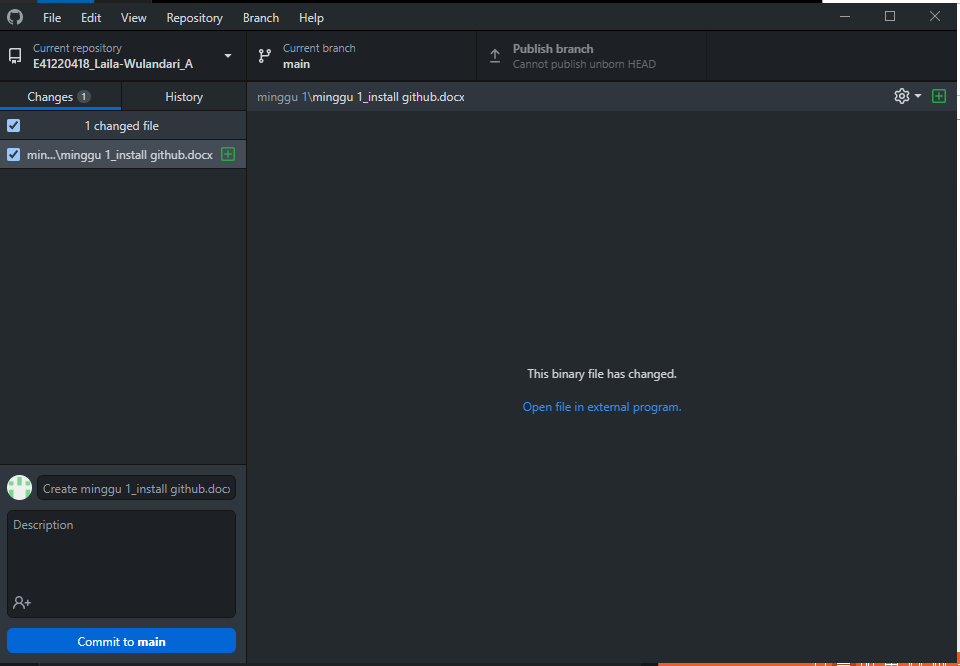 File Edit View Repository Branch Help
Current repository
E41220418_Laila-Wulandari_A
Current branch
main
Publish branch
Cannot publish unborn HEAD
Changes 1
History
minggu 1\minggu 1_install github.docx
1 changed file
min...\minggu 1_install github.docx
This binary file has changed.
Open file in external program.
Create minggu 1_install github.doc
Description
Commit to main